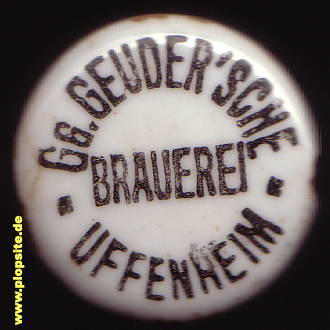 Gg. GEUDER'SCHE
BRAUEREI
UFFENHEIM
www.plopsite.de